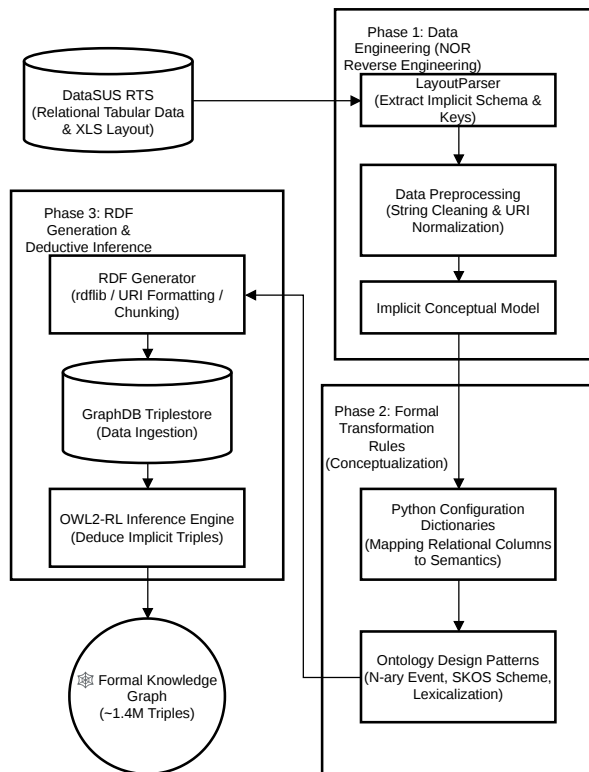 Phase 1: Data
Engineering (NOR
Reverse Engineering)
DataSUS RTS
(Relational Tabular Data
& XLS Layout)
LayoutParser
(Extract Implicit Schema &
Keys)
Data Preprocessing
(String Cleaning & URI
Normalization)
Implicit Conceptual Model
Phase 2: Formal
Transformation
Rules
(Conceptualization)
Python Configuration
Dictionaries
(Mapping Relational Columns
to Semantics)
Ontology Design Patterns
(N-ary Event, SKOS Scheme,
Lexicalization)
Phase 3: RDF
Generation &
Deductive Inference
RDF Generator
(rdflib / URI Formatting /
Chunking)
GraphDB Triplestore
(Data Ingestion)
OWL2-RL Inference Engine
(Deduce Implicit Triples)
🕸 Formal Knowledge
Graph
(~1.4M Triples)